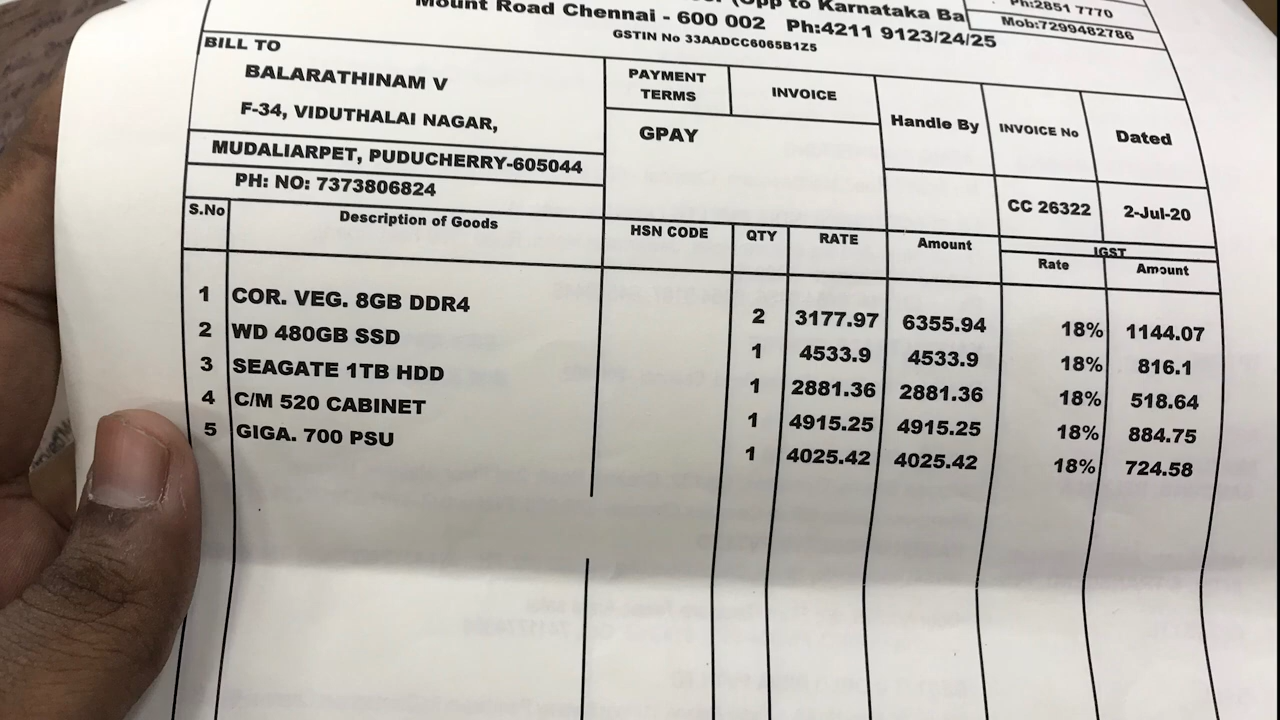 (Opp to Karnataka Ba
Mount Road Chennai - 600 002 Ph:4211 9123/24/25
GSTIN No 33AADCC6065B1Z5
Ph:2851 7770
Mob:7299482786
BILL TO
BALARATHINAM V
F-34, VIDUTHALAI NAGAR,
MUDALIARPET, PUDUCHERRY-605044
PH: NO: 7373806824
PAYMENT TERMS
INVOICE
Handle By
INVOICE No
Dated
GPAY
CC 26322
2-Jul-20
S.No Description of Goods HSN CODE QTY RATE Amount IGST
Rate Amount
1 COR. VEG. 8GB DDR4 2 3177.97 6355.94 18% 1144.07
2 WD 480GB SSD 1 4533.9 4533.9 18% 816.1
3 SEAGATE 1TB HDD 1 2881.36 2881.36 18% 518.64
4 C/M 520 CABINET 1 4915.25 4915.25 18% 884.75
5 GIGA. 700 PSU 1 4025.42 4025.42 18% 724.58